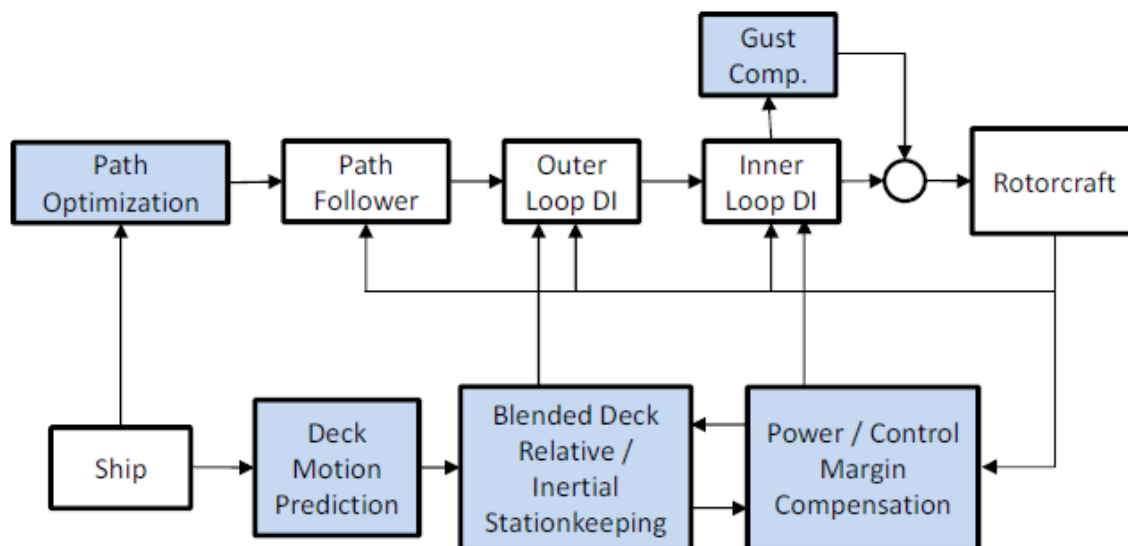 Gust
Comp.
Path
Optimization
Path
Follower
Outer
Loop DI
Inner
Loop DI
Rotorcraft
Ship
Deck
Motion
Prediction
Blended Deck
Relative /
Inertial
Stationkeeping
Power / Control
Margin
Compensation